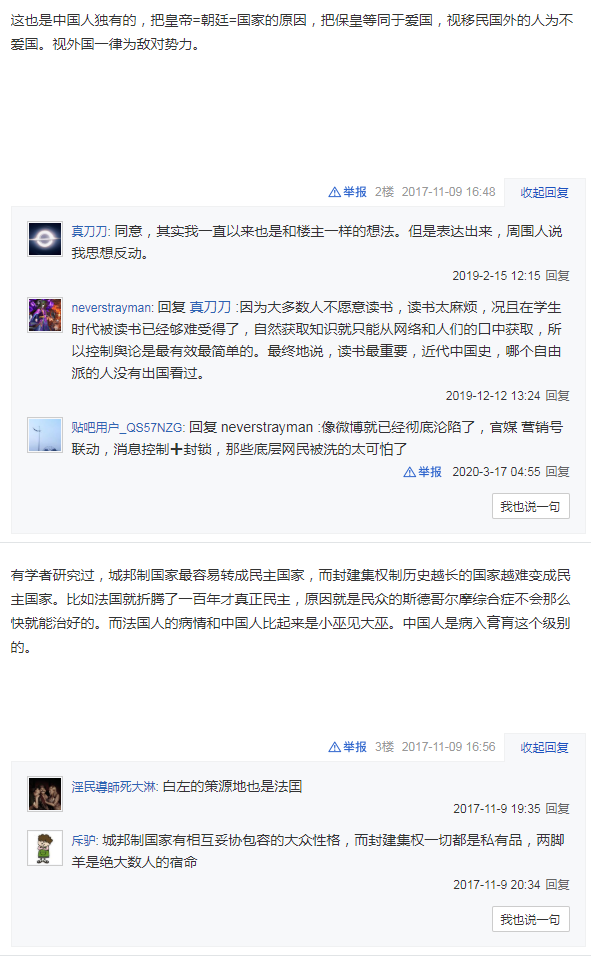 这也是中国人独有的，把皇帝=朝廷=国家的原因，把保皇等同于爱国，视移民国外的人为不
爱国。视外国一律为敌对势力。
举报 2楼 2017-11-09 16:48 收起回复
真刀刀: 同意，其实我一直以来也是和楼主一样的想法。但是表达出来，周围人说
我思想反动。
2019-2-15 12:15 回复
neverstrayman: 回复 真刀刀 :因为大多数人不愿意读书，读书太麻烦，况且在学生
时代被读书已经够难受得了，自然获取知识就只能从网络和人们的口中获取，所
以控制舆论是最有效最简单的。最终地说，读书最重要，近代中国史，哪个自由
派的人没有出国看过。
2019-12-12 13:24 回复
贴吧用户_QS57NZG: 回复 neverstrayman :像微博就已经彻底沦陷了，官媒 营销号
联动，消息控制➕封锁，那些底层网民被洗的太可怕了
举报 2020-3-17 04:55 回复
我也说一句
有学者研究过，城邦制国家最容易转成民主国家，而封建集权制历史越长的国家越难变成民
主国家。比如法国就折腾了一百年才真正民主，原因就是民众的斯德哥尔摩综合症不会那么
快就能治好的。而法国人的病情和中国人比起来是小巫见大巫。中国人是病入膏肓这个级别
的。
举报 3楼 2017-11-09 16:56 收起回复
淫民導師死大淋: 白左的策源地也是法国
2017-11-9 19:35 回复
斥驴: 城邦制国家有相互妥协包容的大众性格，而封建集权一切都是私有品，两脚
羊是绝大数人的宿命
2017-11-9 20:34 回复
我也说一句